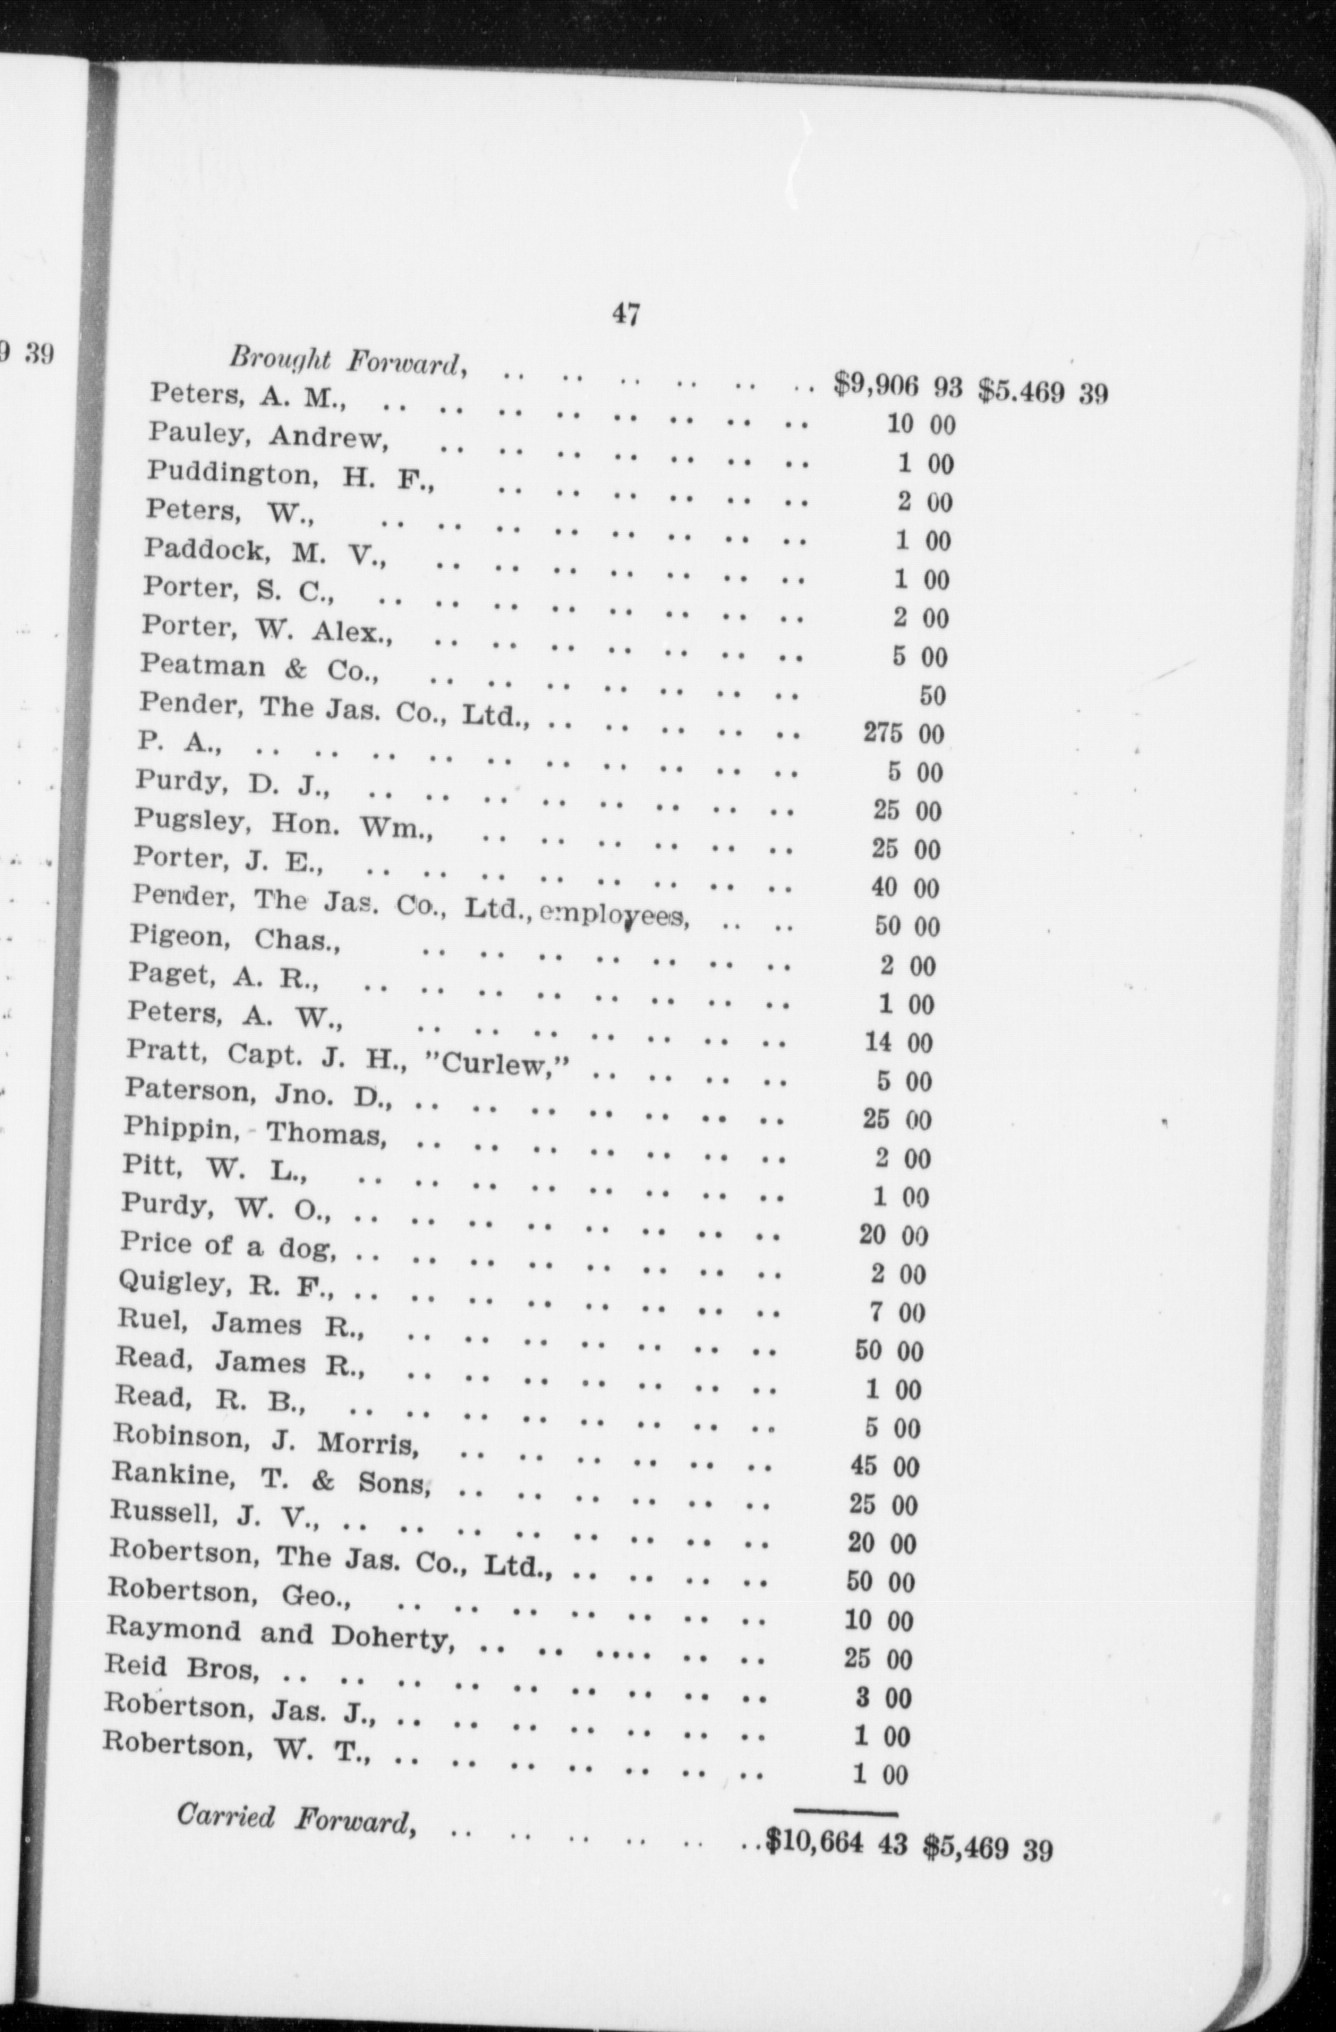 9 39
47
Brought Forward, .. .. .. .. .. .. $9,906 93 $5.469 39
Peters, A. M., .. .. .. .. .. .. .. .. 10 00
Pauley, Andrew, .. .. .. .. .. .. .. 1 00
Puddington, H. F., .. .. .. .. .. .. 2 00
Peters, W., .. .. .. .. .. .. .. .. 1 00
Paddock, M. V., .. .. .. .. .. .. .. 1 00
Porter, S. C., .. .. .. .. .. .. .. .. 2 00
Porter, W. Alex., .. .. .. .. .. .. .. 5 00
Peatman & Co., .. .. .. .. .. .. .. 50
Pender, The Jas. Co., Ltd., .. .. .. .. .. 275 00
P. A., .. .. .. .. .. .. .. .. .. .. 5 00
Purdy, D. J., .. .. .. .. .. .. .. .. 25 00
Pugsley, Hon. Wm., .. .. .. .. .. .. 25 00
Porter, J. E., .. .. .. .. .. .. .. .. 40 00
Pender, The Jas. Co., Ltd., employees, .. .. 50 00
Pigeon, Chas., .. .. .. .. .. .. .. 2 00
Paget, A. R., .. .. .. .. .. .. .. .. 1 00
Peters, A. W., .. .. .. .. .. .. .. 14 00
Pratt, Capt. J. H., "Curlew," .. .. .. .. 5 00
Paterson, Jno. D., .. .. .. .. .. .. .. 25 00
Phippin, Thomas, .. .. .. .. .. .. .. 2 00
Pitt, W. L., .. .. .. .. .. .. .. .. 1 00
Purdy, W. O., .. .. .. .. .. .. .. .. 20 00
Price of a dog, .. .. .. .. .. .. .. .. 2 00
Quigley, R. F., .. .. .. .. .. .. .. .. 7 00
Ruel, James R., .. .. .. .. .. .. .. 50 00
Read, James R., .. .. .. .. .. .. .. 1 00
Read, R. B., .. .. .. .. .. .. .. .. 5 00
Robinson, J. Morris, .. .. .. .. .. .. 45 00
Rankine, T. & Sons, .. .. .. .. .. .. 25 00
Russell, J. V., .. .. .. .. .. .. .. .. 20 00
Robertson, The Jas. Co., Ltd., .. .. .. .. 50 00
Robertson, Geo., .. .. .. .. .. .. .. 10 00
Raymond and Doherty, .. .. .... .. .. 25 00
Reid Bros, .. .. .. .. .. .. .. .. .. 3 00
Robertson, Jas. J., .. .. .. .. .. .. .. 1 00
Robertson, W. T., .. .. .. .. .. .. .. 1 00
Carried Forward, .. .. .. .. .. .. $10,664 43 $5,469 39